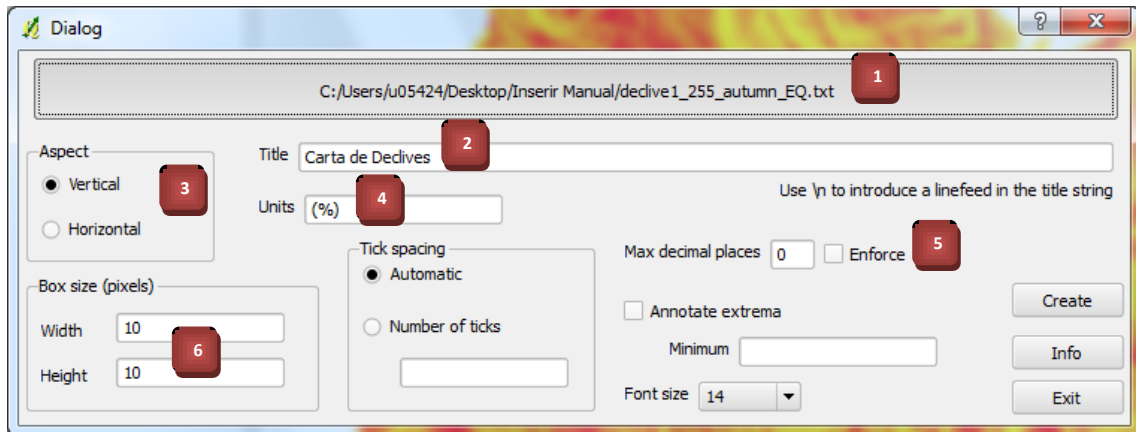 Dialog
C:/Users/u05424/Desktop/Inserir Manual/declive1_255_autumn_EQ.txt
1
Aspect
Vertical
Horizontal
3
Title
Carta de Declives
2
Use \n to introduce a linefeed in the title string
Units
(%)
4
Tick spacing
Automatic
Number of ticks
Max decimal places
0
Enforce
5
Box size (pixels)
Width
10
Height
10
6
Annotate extrema
Minimum
Font size
14
Create
Info
Exit